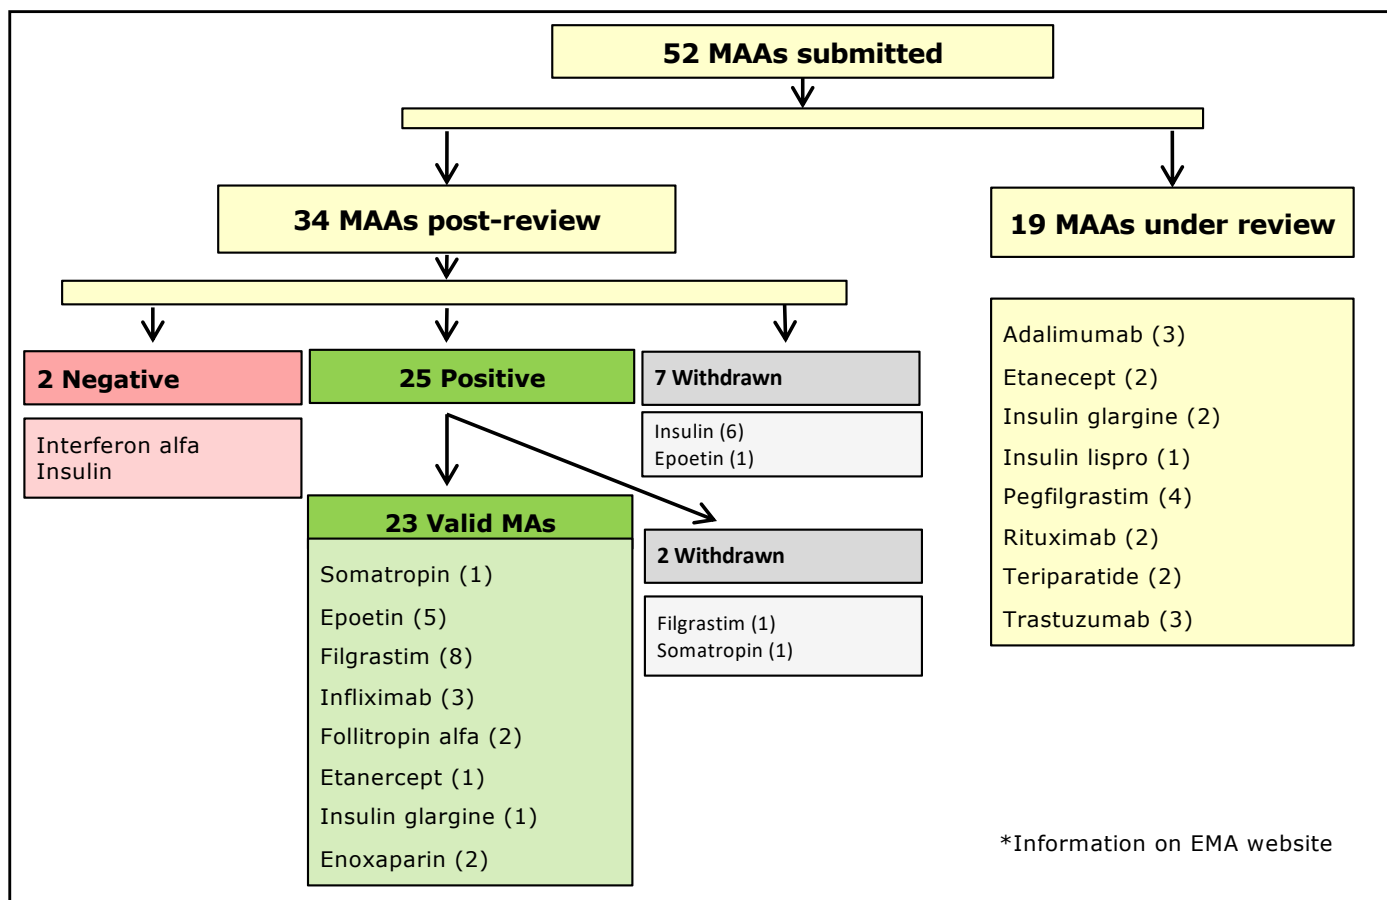 52 MAAs submitted
34 MAAs post-review
19 MAAs under review
2 Negative
Interferon alfa
Insulin
25 Positive
7 Withdrawn
Insulin (6)
Epoetin (1)
23 Valid MAs
Somatropin (1)
Epoetin (5)
Filgrastim (8)
Infliximab (3)
Follitropin alfa (2)
Etanercept (1)
Insulin glargine (1)
Enoxaparin (2)
2 Withdrawn
Filgrastim (1)
Somatropin (1)
Adalimumab (3)
Etanecept (2)
Insulin glargine (2)
Insulin lispro (1)
Pegfilgrastim (4)
Rituximab (2)
Teriparatide (2)
Trastuzumab (3)
*Information on EMA website